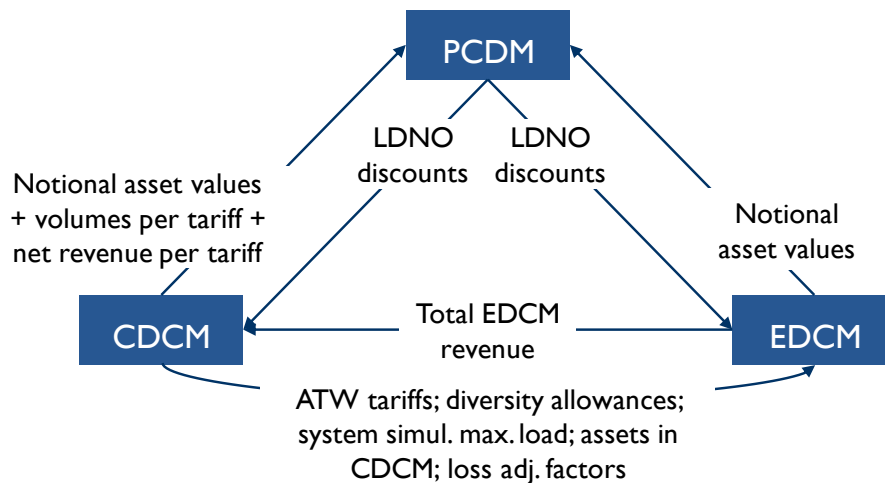 PCDM
LDNO
discounts
LDNO
discounts
Notional asset values
+ volumes per tariff +
net revenue per tariff
Notional
asset values
CDCM
Total EDCM
revenue
EDCM
ATW tariffs; diversity allowances;
system simul. max. load; assets in
CDCM; loss adj. factors